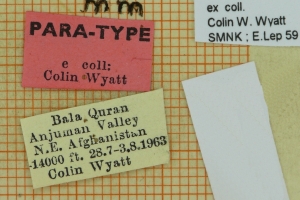 mm
PARA-TYPE
e coll:
Colin Wyatt
ex coll.
Colin W. Wyatt
SMNK ; E.Lep 59
Bala Quran
Anjuman Valley
N.E. Afghanistan
-14000 ft. 28.7-3.8.1963
Colin Wyatt